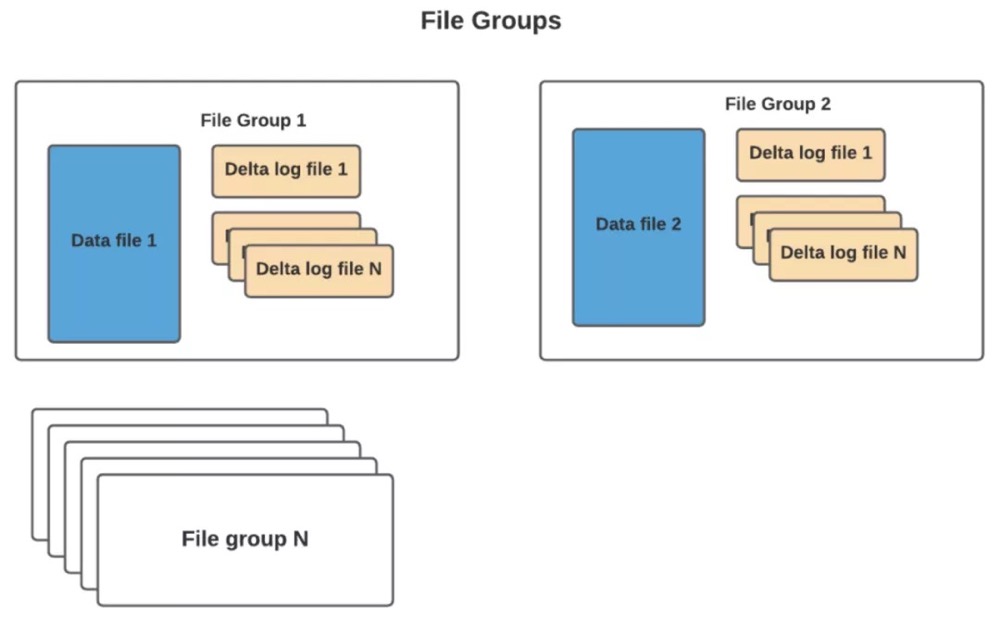 File Groups
File Group 1
Data file 1
Delta log file 1
Delta log file N
File Group 2
Data file 2
Delta log file 1
Delta log file N
File group N